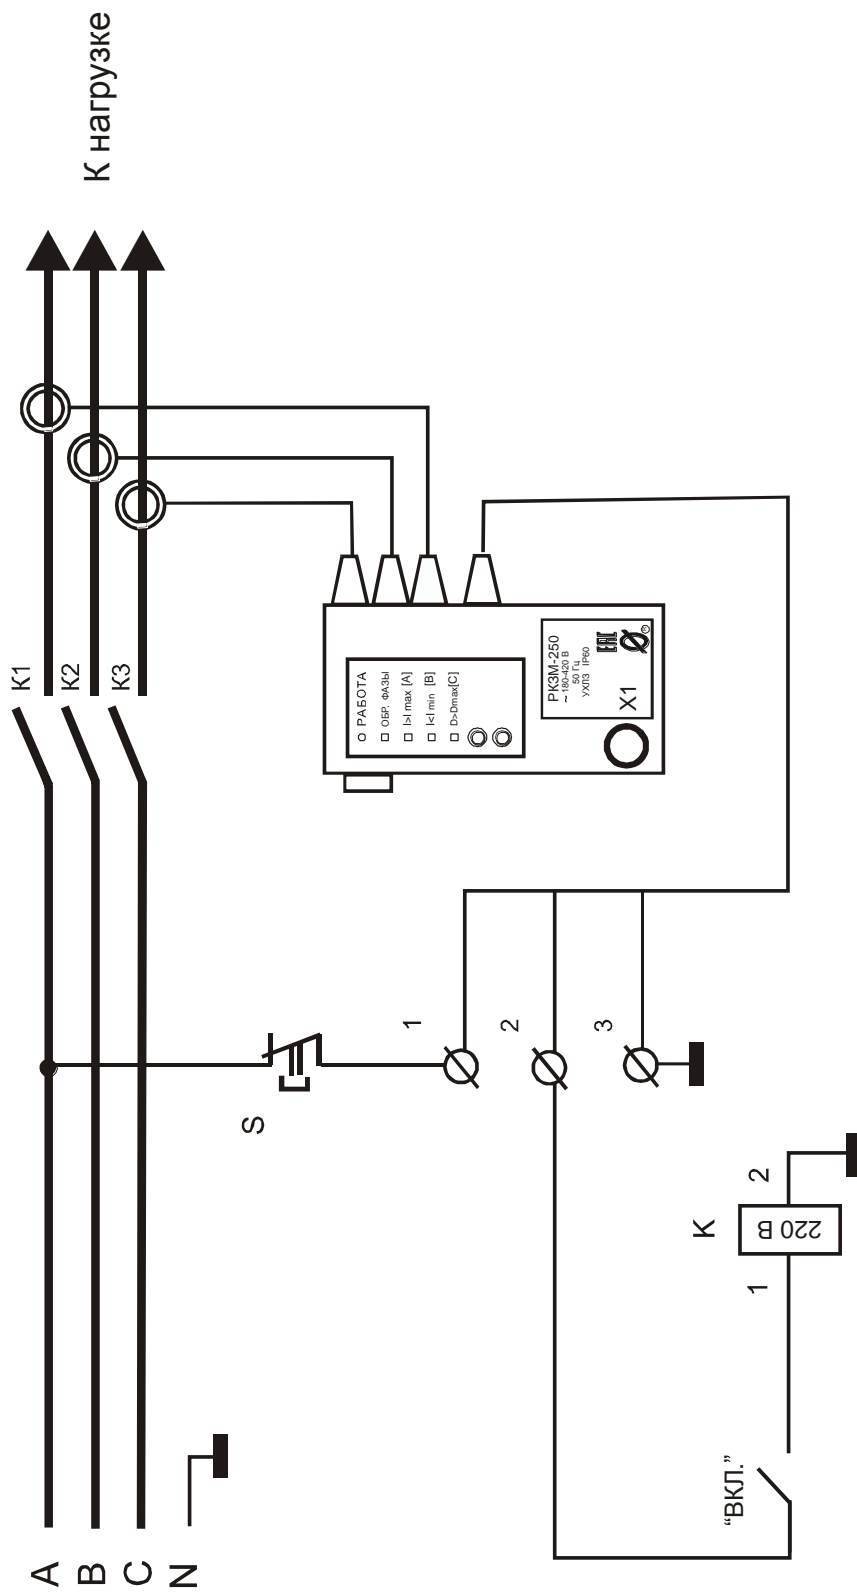 К нагрузке
К1
К2
К3
РАБОТА
ОБР. ФАЗЫ
I>I max [A]
I<I min [B]
D>Dmax[C]
РКЗМ-250
~ 180-420 В
50 Гц
УХЛ3 IP60
EAC
X1
S
1
2
3
К
220 В
1
2
“ВКЛ.”
A
B
C
N